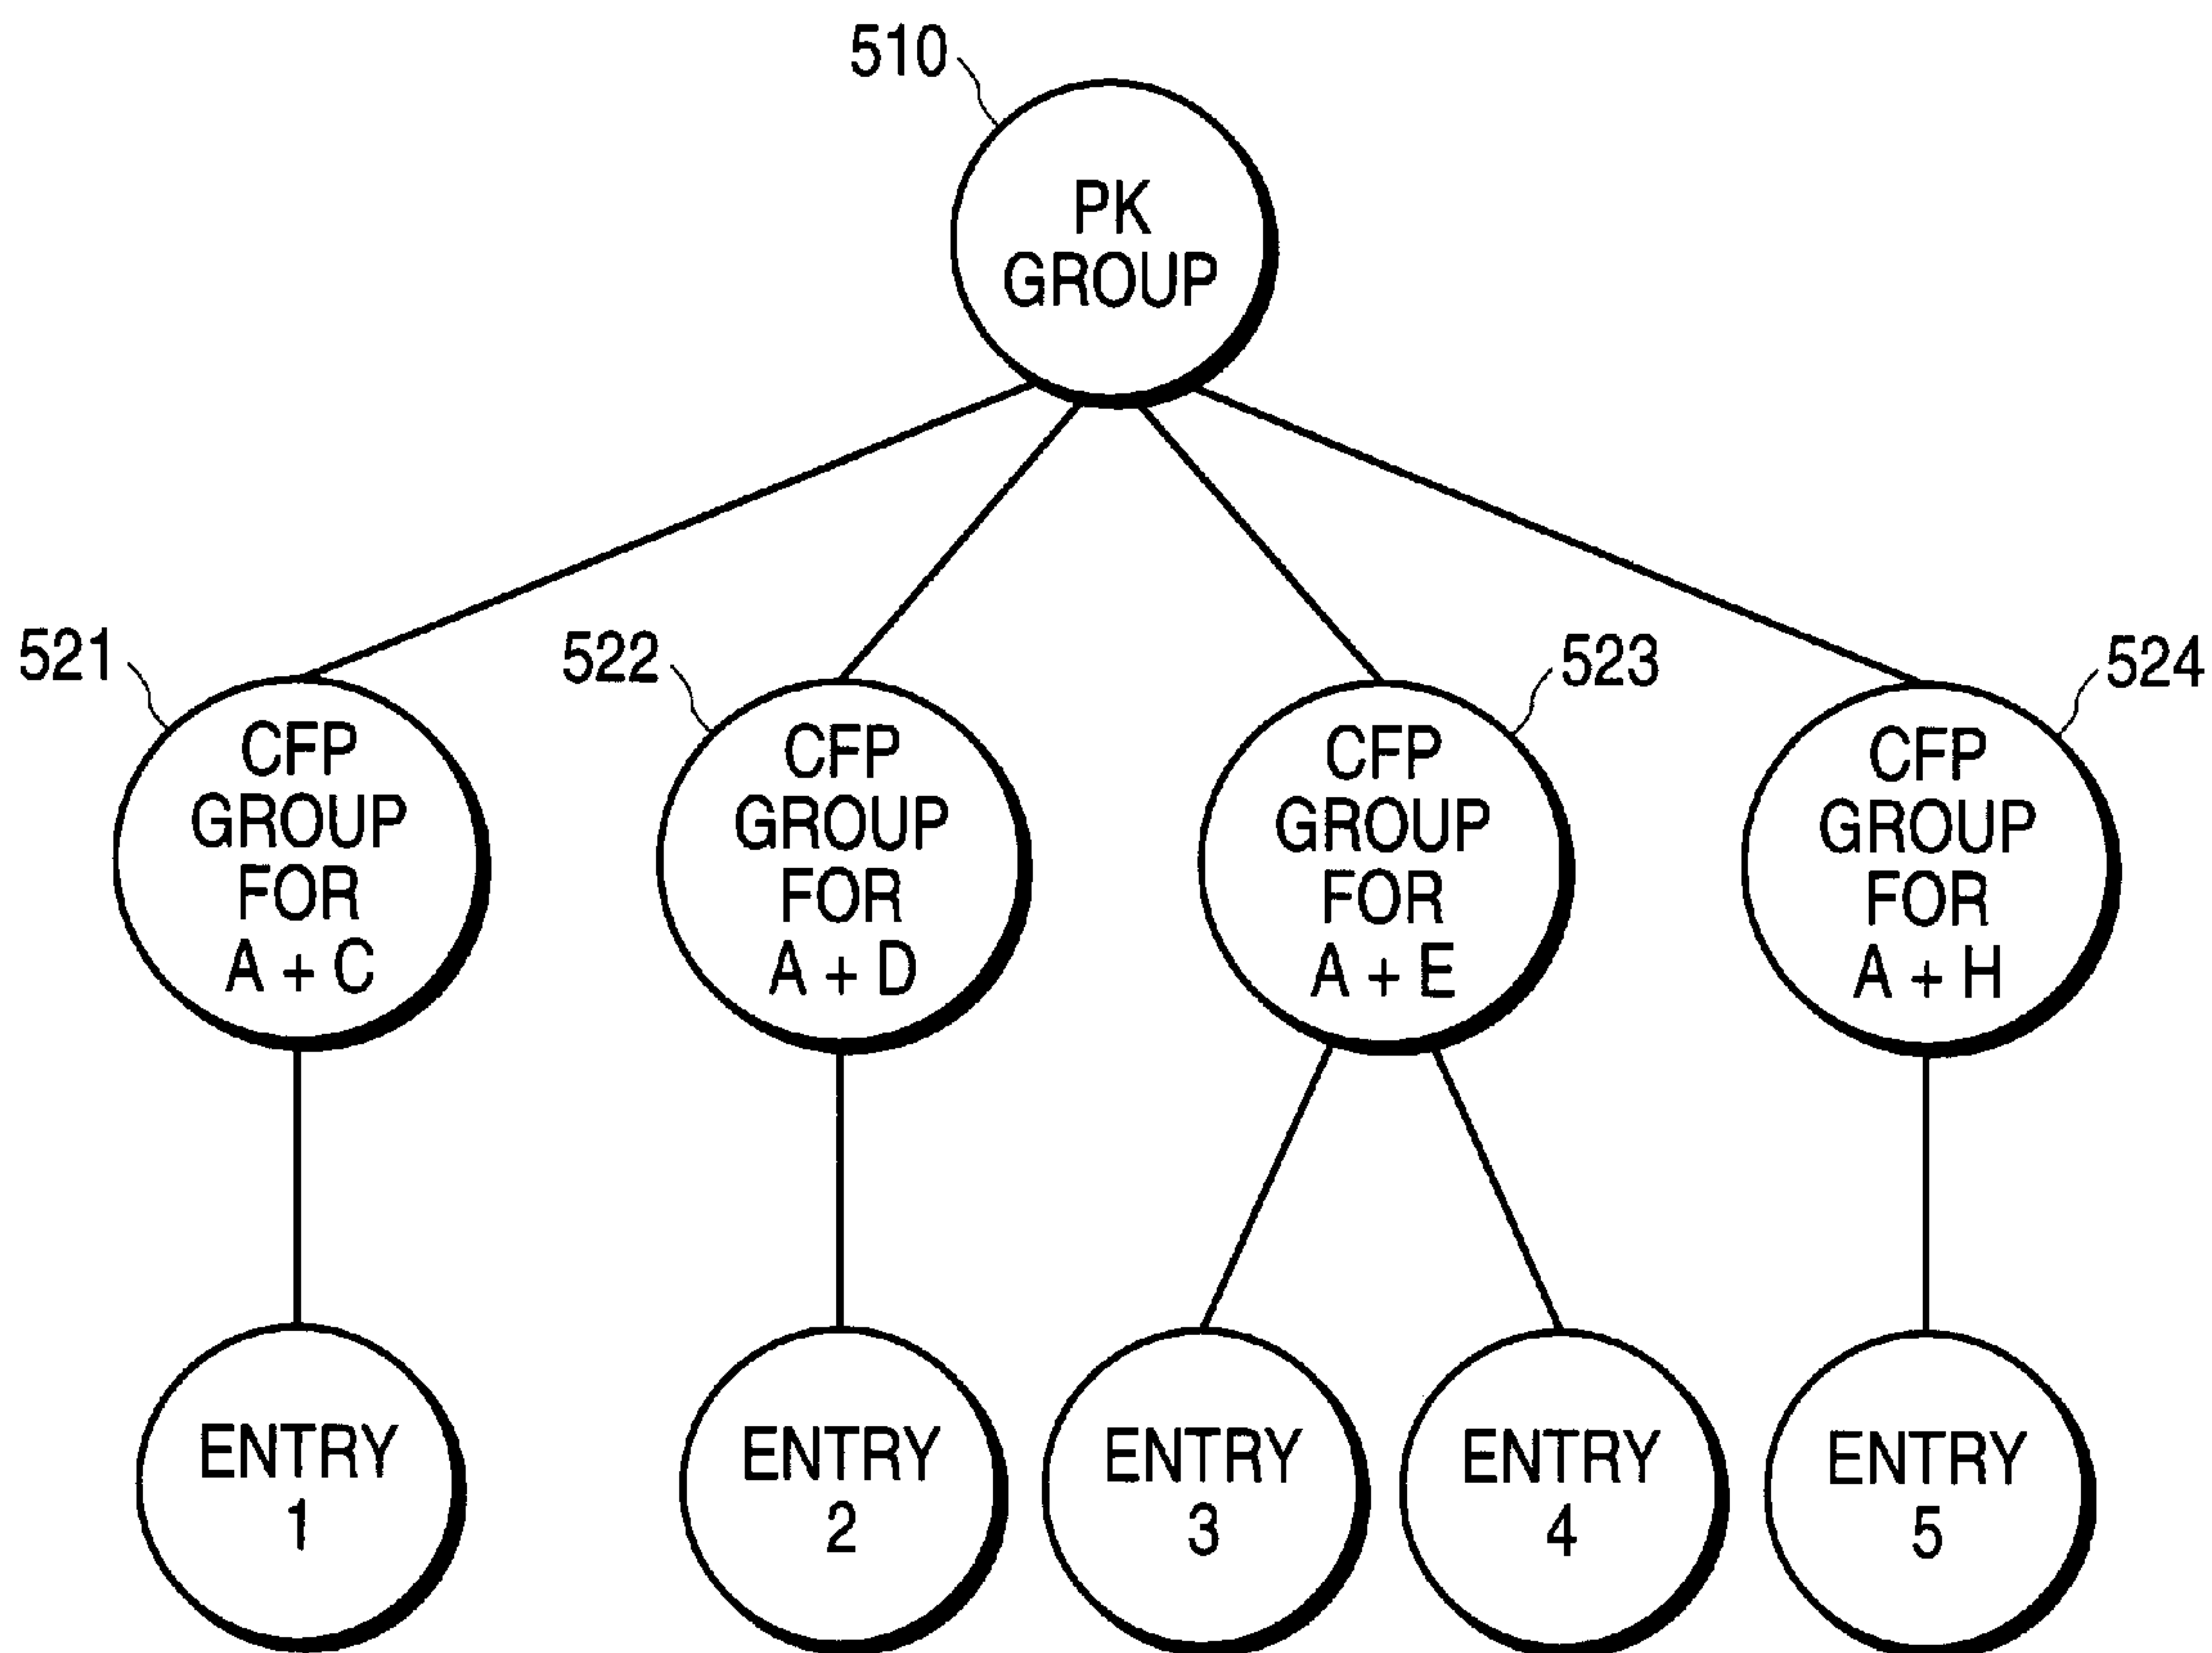 510
PK
GROUP
521
522
523
524
CFP
GROUP
FOR
A + C
CFP
GROUP
FOR
A + D
CFP
GROUP
FOR
A + E
CFP
GROUP
FOR
A + H
ENTRY
1
ENTRY
2
ENTRY
3
ENTRY
4
ENTRY
5